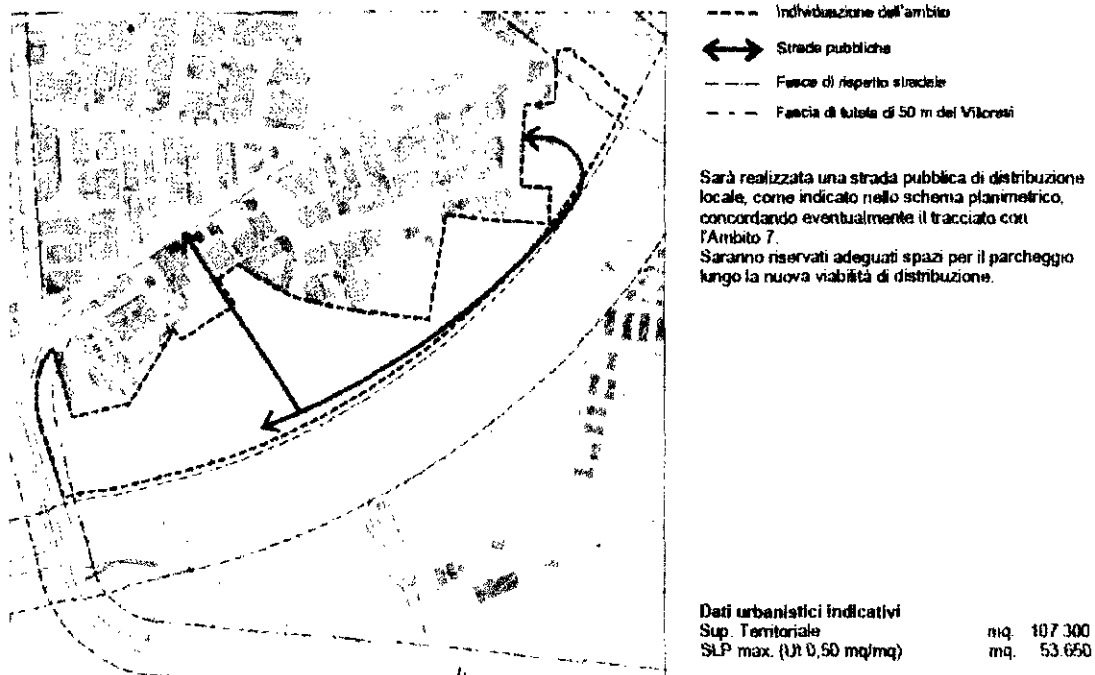 Individuazione dell'ambito
Strade pubbliche
Fasce di rispetto stradale
Fascia di tutela di 50 m del Villoresi
Sarà realizzata una strada pubblica di distribuzione
locale, come indicato nello schema planimetrico,
concordando eventualmente il tracciato con
l'Ambito 7.
Saranno riservati adeguati spazi per il parcheggio
lungo la nuova viabilità di distribuzione.
Dati urbanistici indicativi
Sup. Territoriale mq. 107.300
SLP max. (Ut 0,50 mq/mq) mq. 53.650